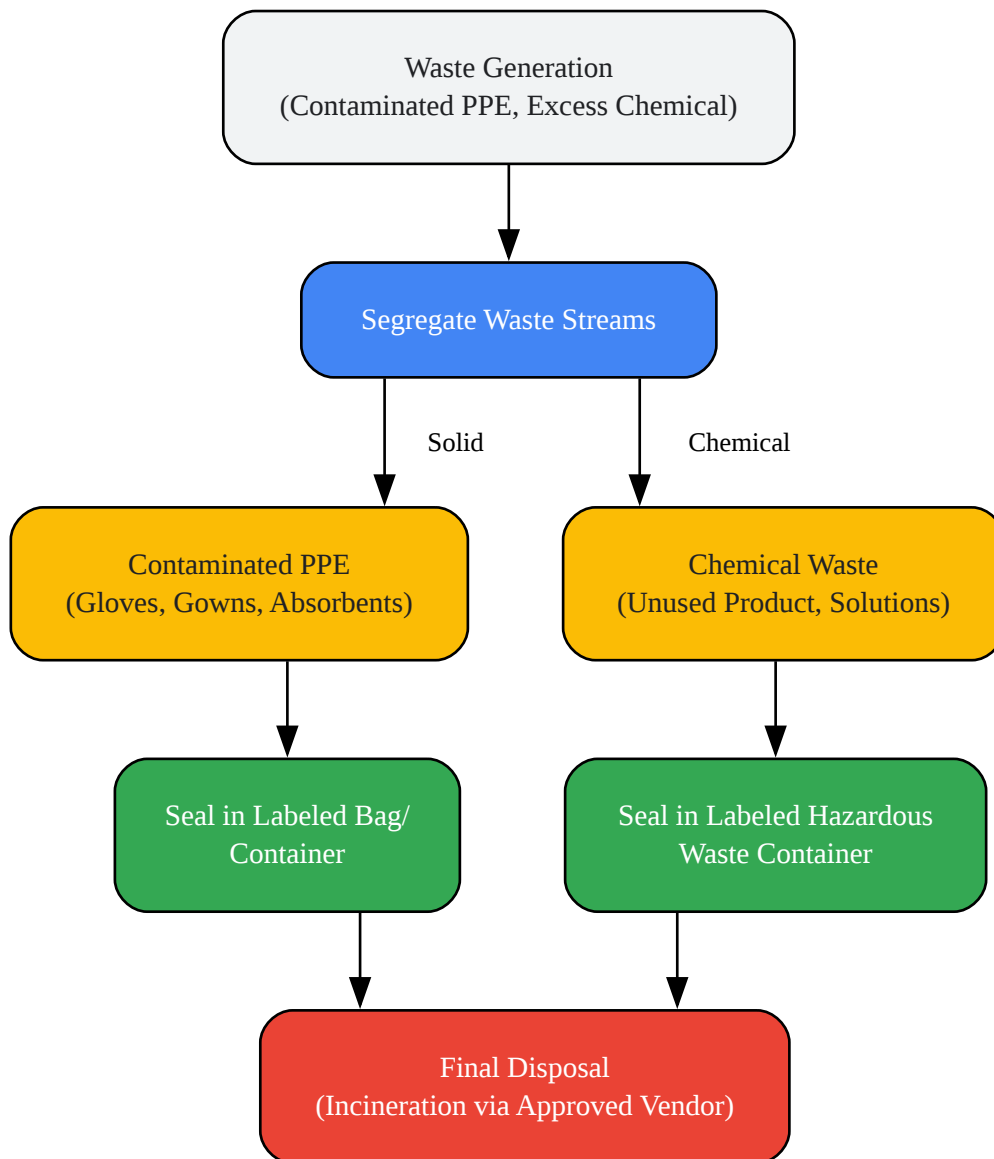 Waste Generation
(Contaminated PPE, Excess Chemical)
Segregate Waste Streams
Solid
Chemical
Contaminated PPE
(Gloves, Gowns, Absorbents)
Chemical Waste
(Unused Product, Solutions)
Seal in Labeled Bag/
Container
Seal in Labeled Hazardous
Waste Container
Final Disposal
(Incineration via Approved Vendor)